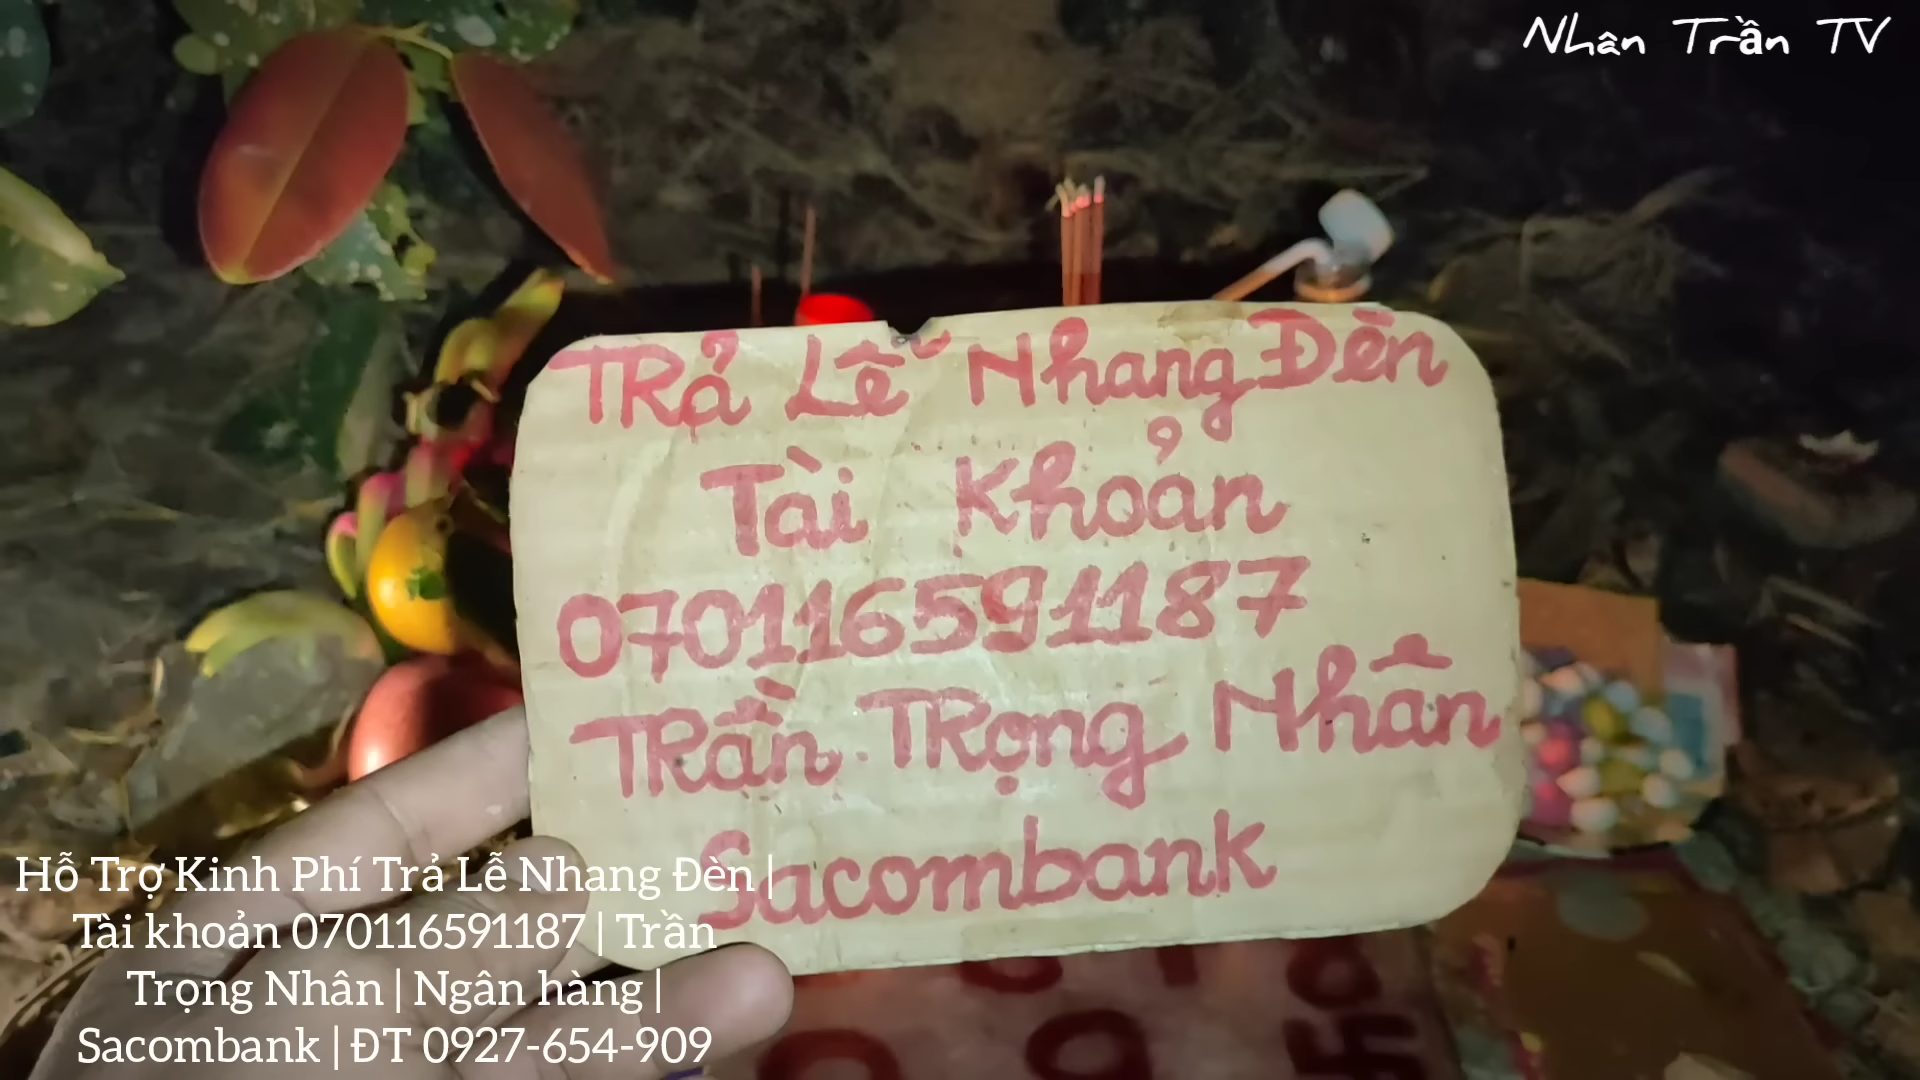 Nhân Trần TV
TRả Lễ Nhang Đèn
Tài Khoản
070116591187
TRần TRọng Nhân
Sacombank
Hỗ Trợ Kinh Phí Trả Lễ Nhang Đèn |
Tài khoản 070116591187 | Trần
Trọng Nhân | Ngân hàng |
Sacombank | ĐT 0927-654-909